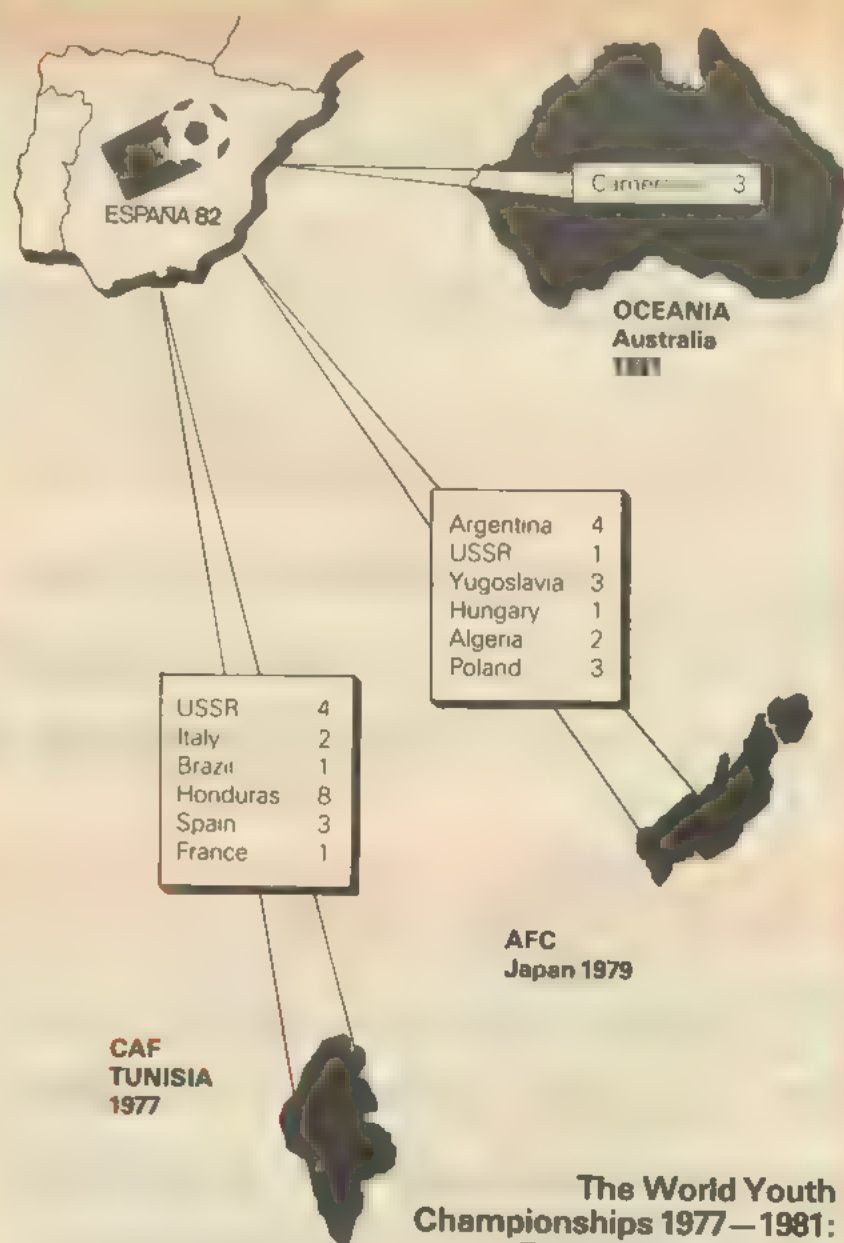 ESPAÑA 82
3
OCEANIA
Australia
Argentina 4
USSR 1
Yugoslavia 3
Hungary 1
Algeria 2
Poland 3
USSR 4
Italy 2
Brazil 1
Honduras 8
Spain 3
France 1
AFC
Japan 1979
CAF
TUNISIA
1977
The World Youth
Championships 1977—1981: